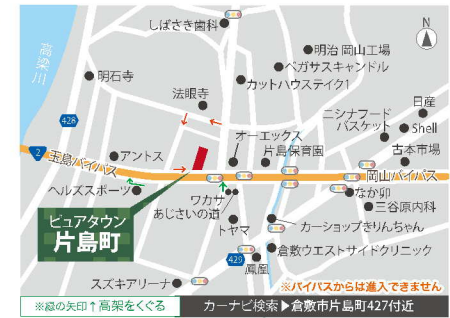 しばさき歯科
N
高梁川
明治 岡山工場
ペガサスキャンドル
カットハウステイク1
明石寺
法眼寺
日産
ニシナフード
バスケット
Shell
428
古本市場
2
玉島バイパス
アントス
オーエックス
片島保育園
岡山バイパス
ヘルズスポーツ
ワカサ
あじさいの道
なか卯
三谷原内科
ピュアタウン
片島町
トヤマ
カーショップきりんちゃん
倉敷ウエストサイドクリニック
429
鳳凰
スズキアリーナ
※バイパスからは進入できません
※緑の矢印↑高架をくぐる
カーナビ検索▶倉敷市片島町427付近